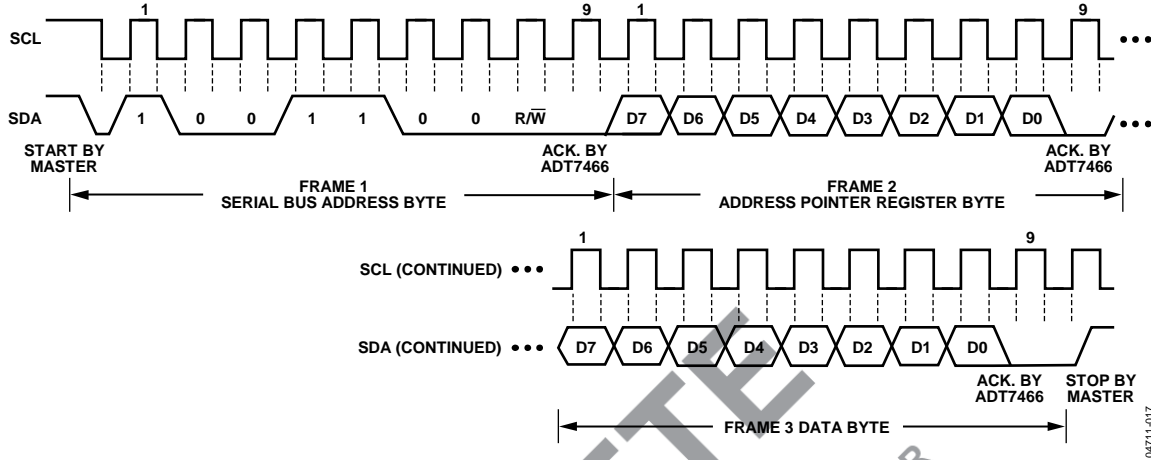 1 9 1 9
SCL
SDA 1 0 0 1 1 0 0 R/W̅ D7 D6 D5 D4 D3 D2 D1 D0
START BY MASTER
ACK. BY ADT7466
ACK. BY ADT7466
FRAME 1
SERIAL BUS ADDRESS BYTE
FRAME 2
ADDRESS POINTER REGISTER BYTE
1 9
SCL (CONTINUED)
SDA (CONTINUED) D7 D6 D5 D4 D3 D2 D1 D0
ACK. BY ADT7466
STOP BY MASTER
FRAME 3 DATA BYTE
04711-017
TE
R